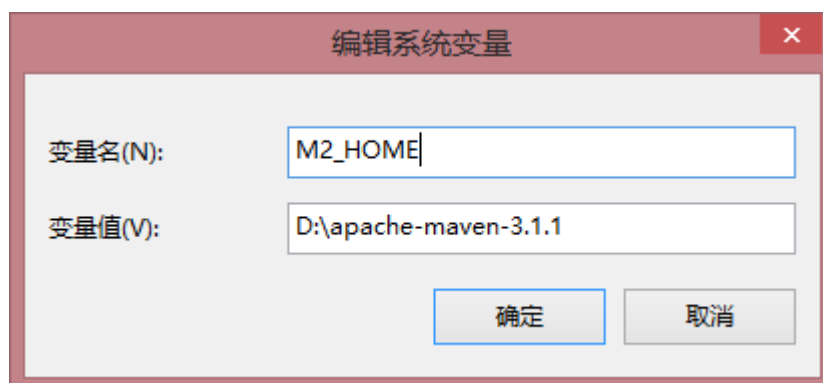 编辑系统变量
变量名(N): M2_HOME
变量值(V): D:\apache-maven-3.1.1
确定 取消